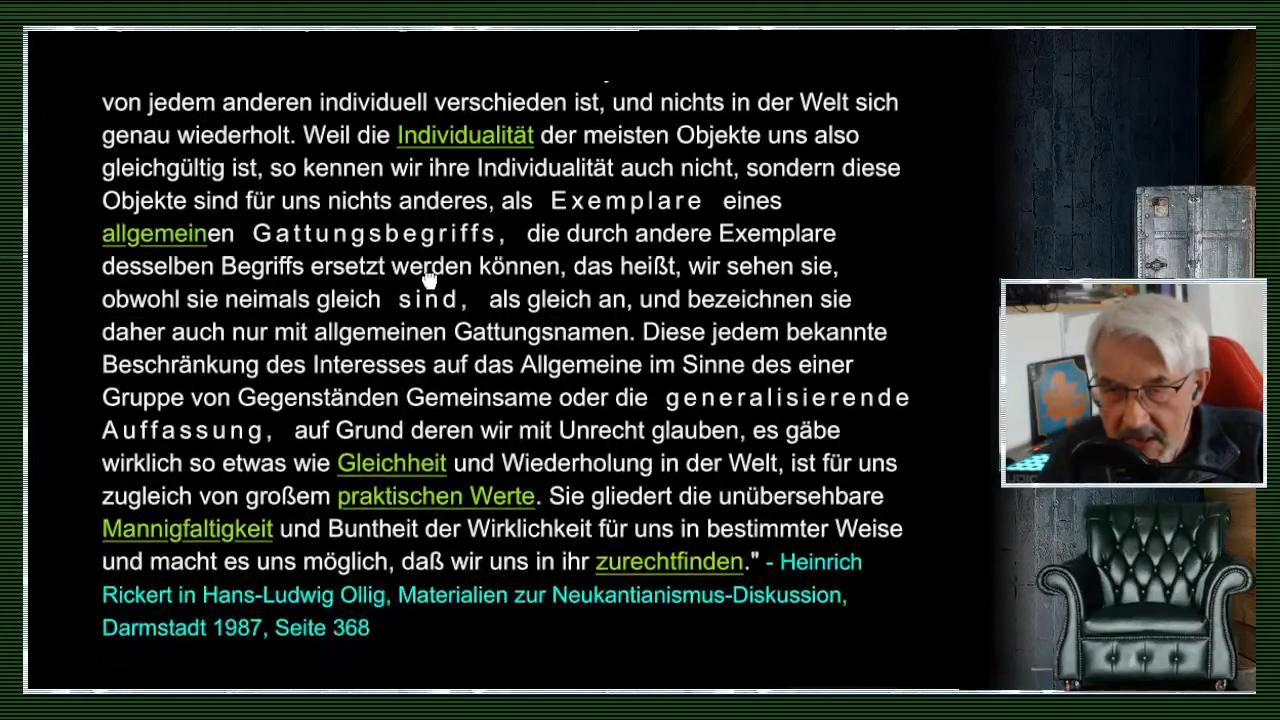 von jedem anderen individuell verschieden ist, und nichts in der Welt sich
genau wiederholt. Weil die Individualität der meisten Objekte uns also
gleichgültig ist, so kennen wir ihre Individualität auch nicht, sondern diese
Objekte sind für uns nichts anderes, als Exemplare eines
allgemeinen Gattungsbegriffs, die durch andere Exemplare
desselben Begriffs ersetzt werden können, das heißt, wir sehen sie,
obwohl sie neimals gleich sind, als gleich an, und bezeichnen sie
daher auch nur mit allgemeinen Gattungsnamen. Diese jedem bekannte
Beschränkung des Interesses auf das Allgemeine im Sinne des einer
Gruppe von Gegenständen Gemeinsame oder die generalisierende
Auffassung, auf Grund deren wir mit Unrecht glauben, es gäbe
wirklich so etwas wie Gleichheit und Wiederholung in der Welt, ist für uns
zugleich von großem praktischen Werte. Sie gliedert die unübersehbare
Mannigfaltigkeit und Buntheit der Wirklichkeit für uns in bestimmter Weise
und macht es uns möglich, daß wir uns in ihr zurechtfinden." - Heinrich
Rickert in Hans-Ludwig Ollig, Materialien zur Neukantianismus-Diskussion,
Darmstadt 1987, Seite 368